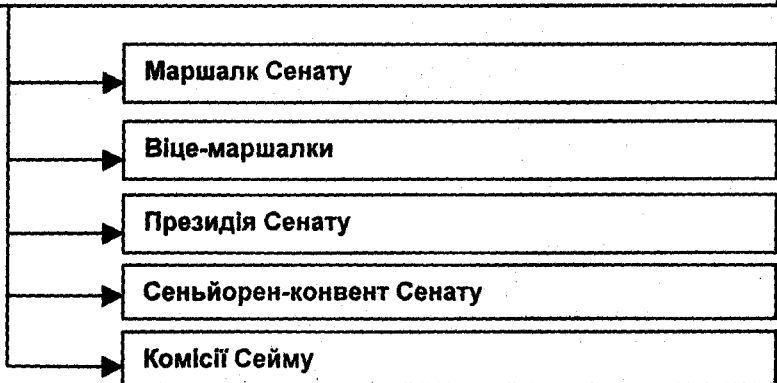 Маршалк Сенату
Віце-маршалки
Президія Сенату
Сеньйорен-конвент Сенату
Комісії Сейму